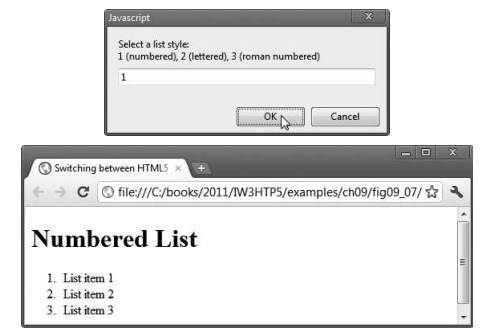 Javascript
Select a list style:
1 (numbered), 2 (lettered), 3 (roman numbered)
1
OK
Cancel
Switching between HTML5
file:///C:/books/2011/IW3HTP5/examples/ch09/fig09_07/
Numbered List
1. List item 1
2. List item 2
3. List item 3